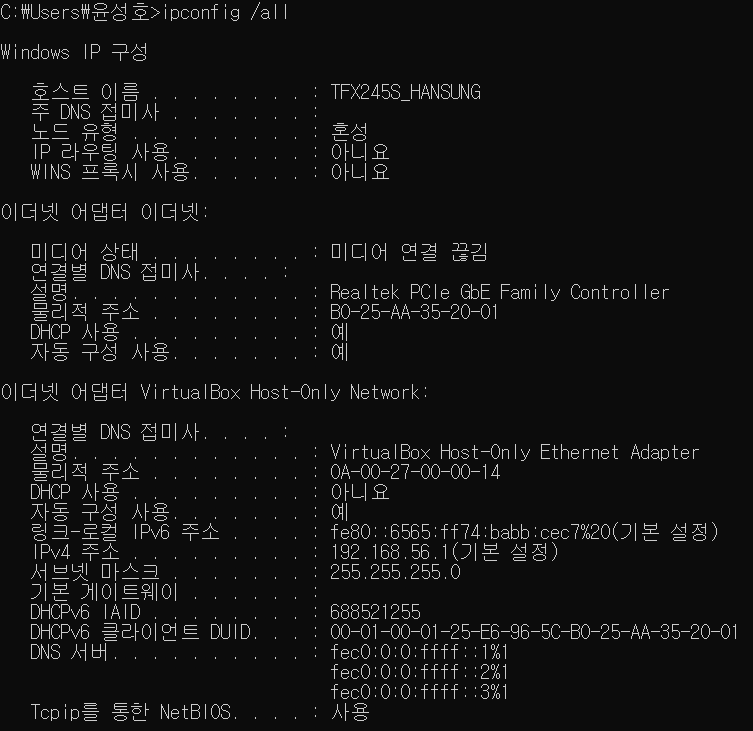 C:\Users\윤성호>ipconfig /all
Windows IP 구성
호스트 이름 . . . . . . . . : TFX245S_HANSUNG
주 DNS 접미사 . . . . . . . :
노드 유형 . . . . . . . . . : 혼성
IP 라우팅 사용. . . . . . . : 아니요
WINS 프록시 사용. . . . . . : 아니요
이더넷 어댑터 이더넷:
미디어 상태 . . . . . . . . : 미디어 연결 끊김
연결별 DNS 접미사. . . . :
설명. . . . . . . . . . . . : Realtek PCIe GbE Family Controller
물리적 주소 . . . . . . . . : B0-25-AA-35-20-01
DHCP 사용 . . . . . . . . . : 예
자동 구성 사용. . . . . . . : 예
이더넷 어댑터 VirtualBox Host-Only Network:
연결별 DNS 접미사. . . . :
설명. . . . . . . . . . . . : VirtualBox Host-Only Ethernet Adapter
물리적 주소 . . . . . . . . : 0A-00-27-00-00-14
DHCP 사용 . . . . . . . . . : 아니요
자동 구성 사용. . . . . . . : 예
링크-로컬 IPv6 주소 . . . . : fe80::6565:ff74:babb:cec7%20(기본 설정)
IPv4 주소 . . . . . . . . . : 192.168.56.1(기본 설정)
서브넷 마스크 . . . . . . . : 255.255.255.0
기본 게이트웨이 . . . . . . :
DHCPv6 IAID . . . . . . . . : 688521255
DHCPv6 클라이언트 DUID. . . : 00-01-00-01-25-E6-96-5C-B0-25-AA-35-20-01
DNS 서버. . . . . . . . . . : fec0:0:0:ffff::1%1
fec0:0:0:ffff::2%1
fec0:0:0:ffff::3%1
Tcpip를 통한 NetBIOS. . . . : 사용